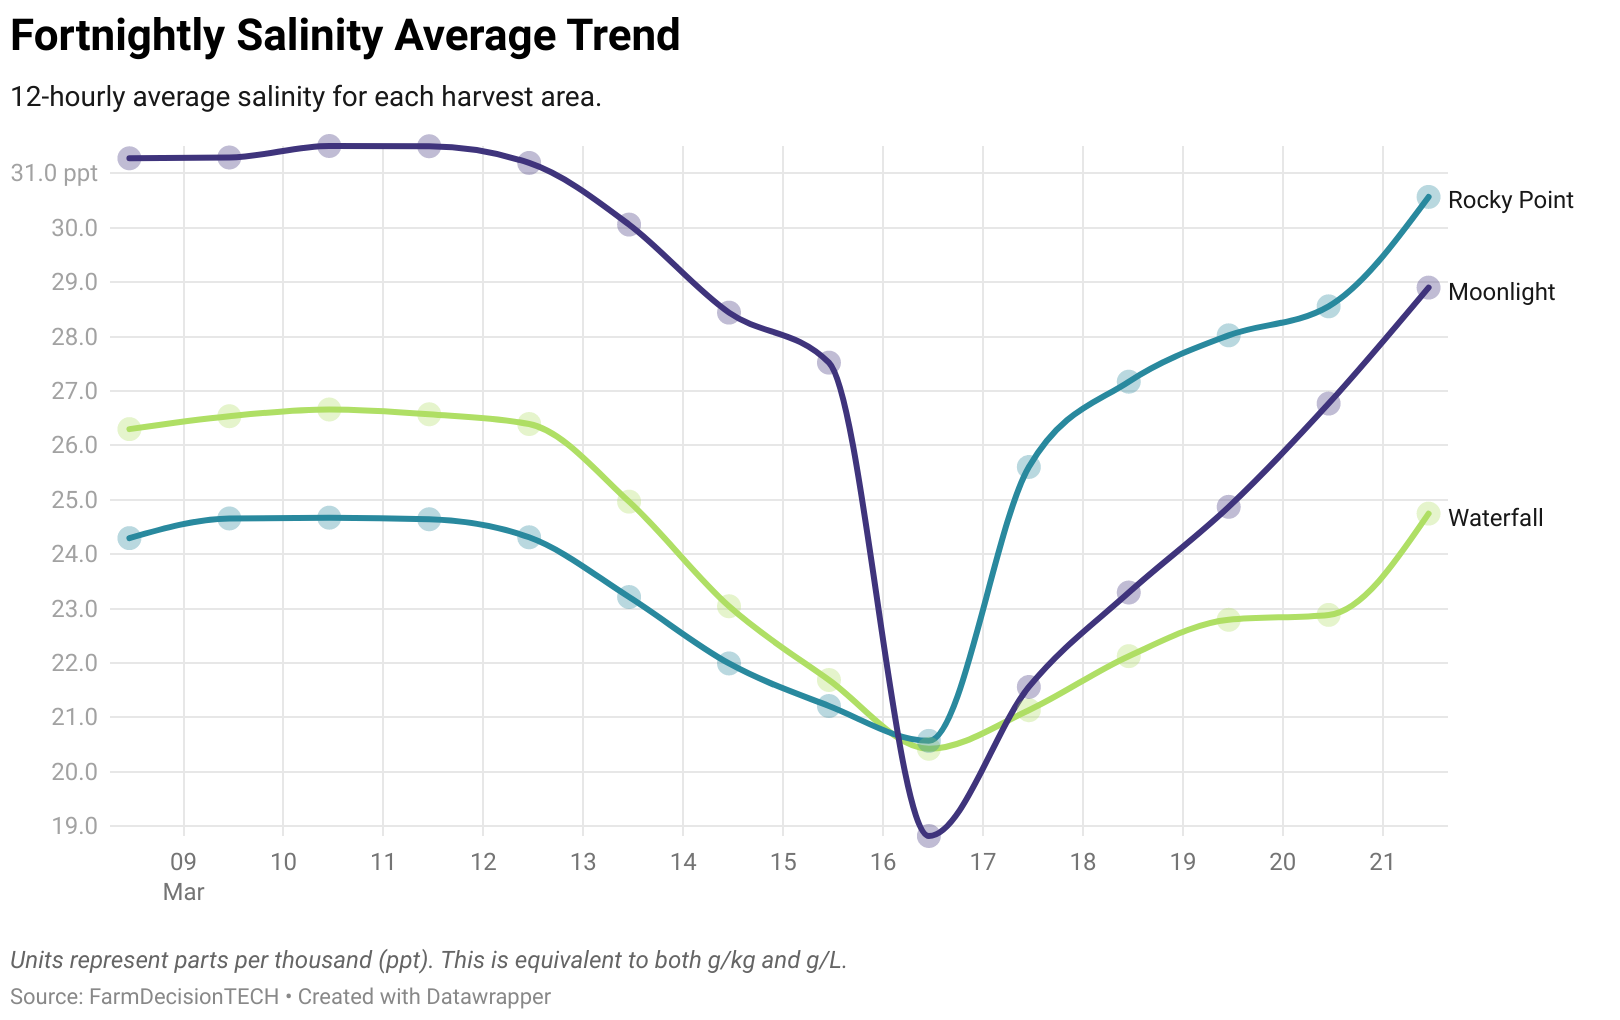 Fortnightly Salinity Average Trend
12-hourly average salinity for each harvest area.
31.0 ppt
30.0
29.0
28.0
27.0
26.0
25.0
24.0
23.0
22.0
21.0
20.0
19.0
Rocky Point
Moonlight
Waterfall
09 10 11 12 13 14 15 16 17 18 19 20 21
Mar
Units represent parts per thousand (ppt). This is equivalent to both g/kg and g/L.
Source: FarmDecisionTECH • Created with Datawrapper